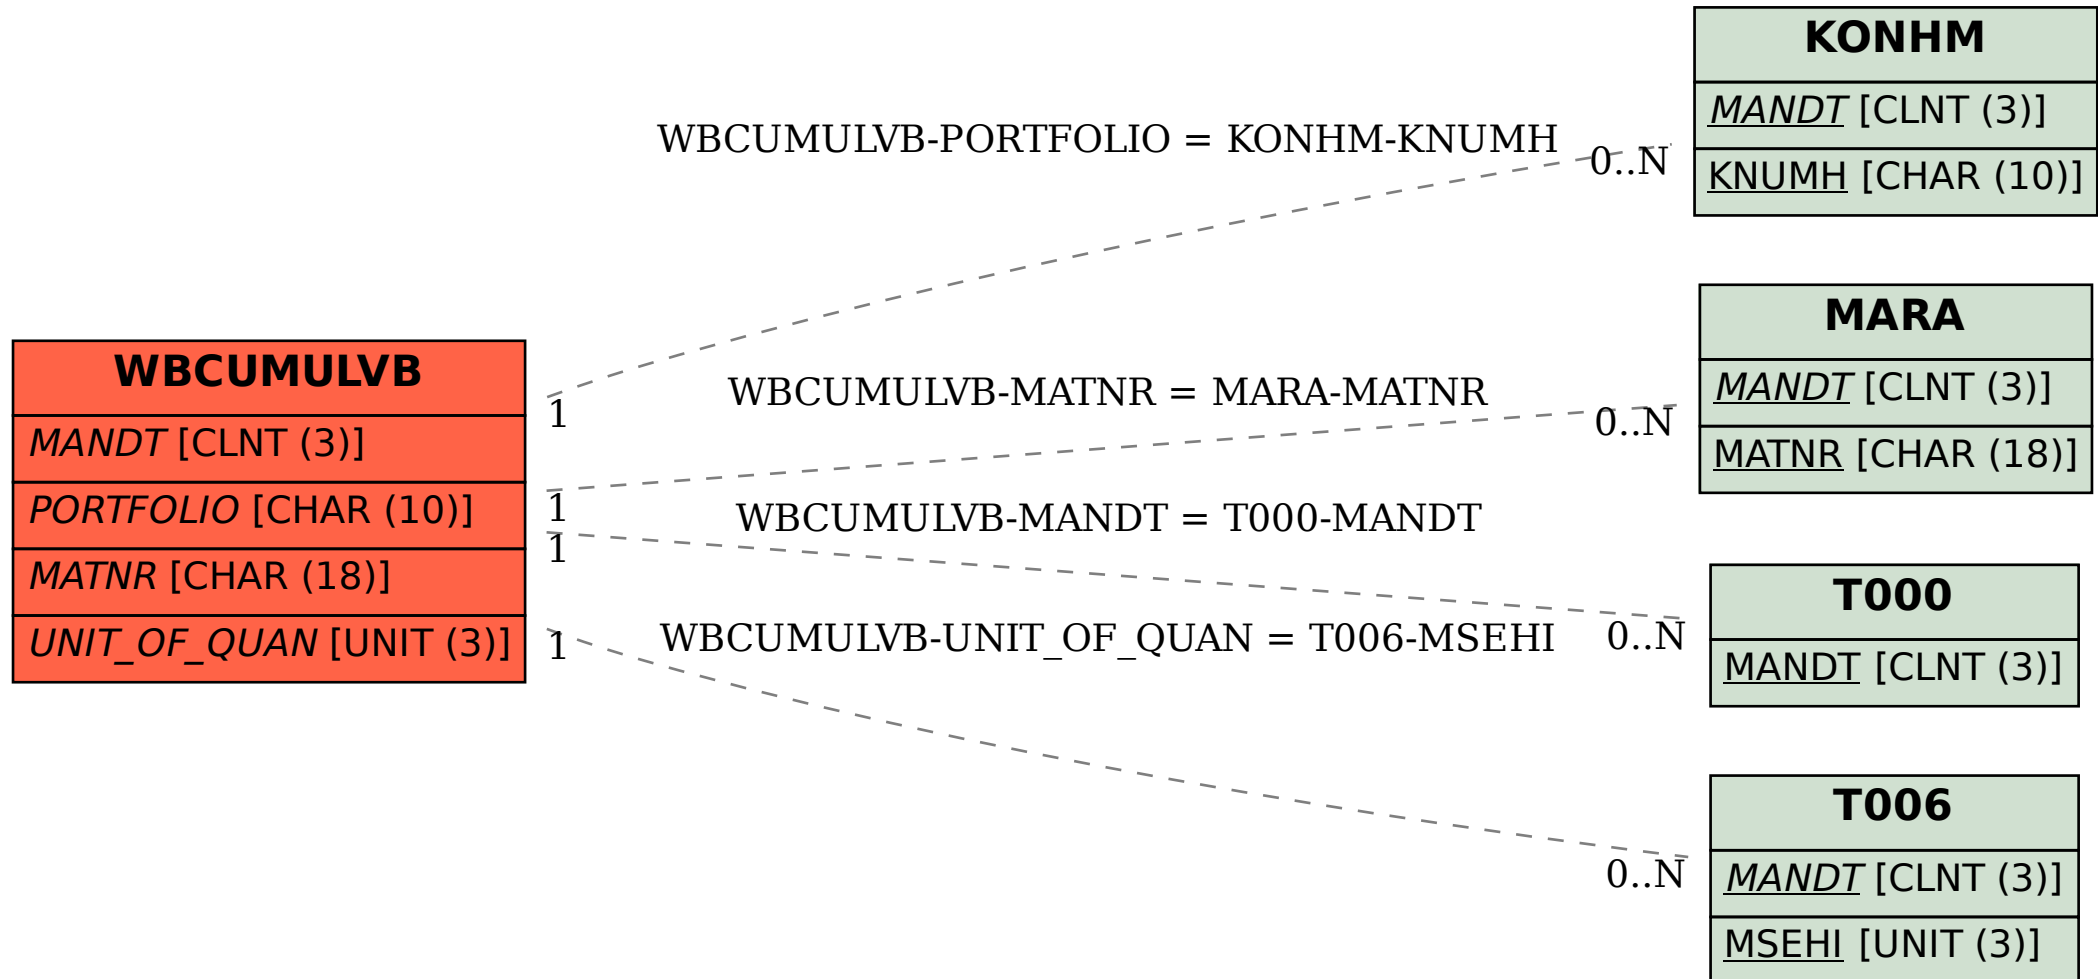 KONHM
MANDT [CLNT (3)]
KNUMH [CHAR (10)]
WBCUMULVB-PORTFOLIO = KONHM-KNUMH
0..N
MARA
MANDT [CLNT (3)]
MATNR [CHAR (18)]
WBCUMULVB
MANDT [CLNT (3)]
PORTFOLIO [CHAR (10)]
MATNR [CHAR (18)]
UNIT_OF_QUAN [UNIT (3)]
1
WBCUMULVB-MATNR = MARA-MATNR
0..N
1
WBCUMULVB-MANDT = T000-MANDT
1
T000
MANDT [CLNT (3)]
0..N
1
WBCUMULVB-UNIT_OF_QUAN = T006-MSEHI
T006
MANDT [CLNT (3)]
MSEHI [UNIT (3)]
0..N